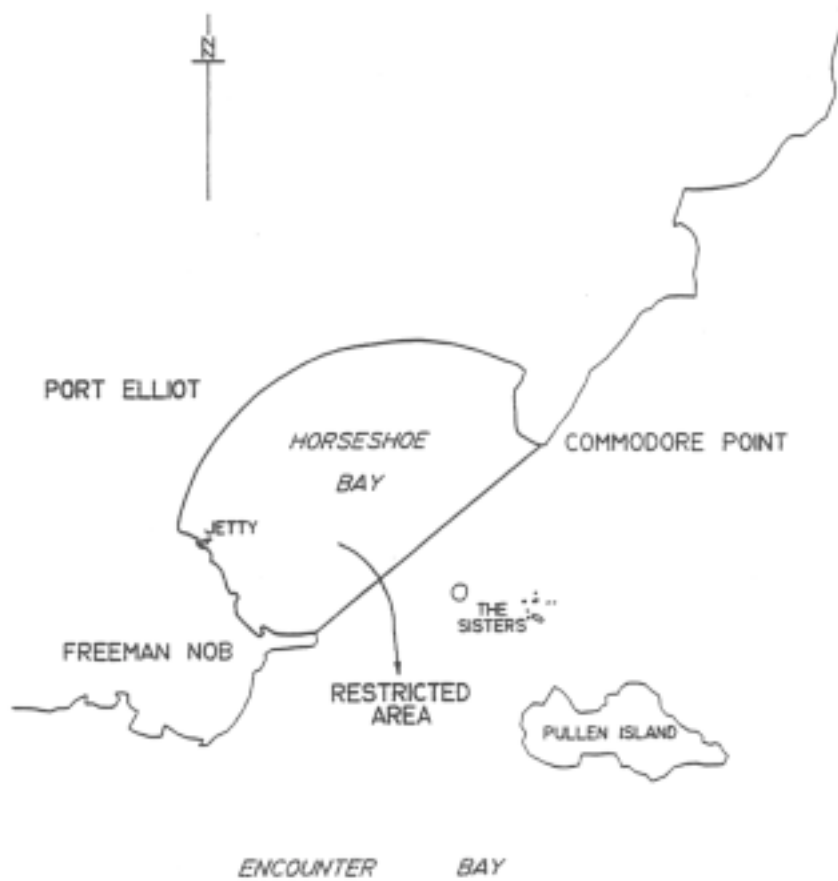 N
PORT ELLIOT
HORSESHOE
BAY
COMMODORE POINT
JETTY
THE
SISTERS
FREEMAN NOB
RESTRICTED
AREA
PULLEN ISLAND
ENCOUNTER BAY